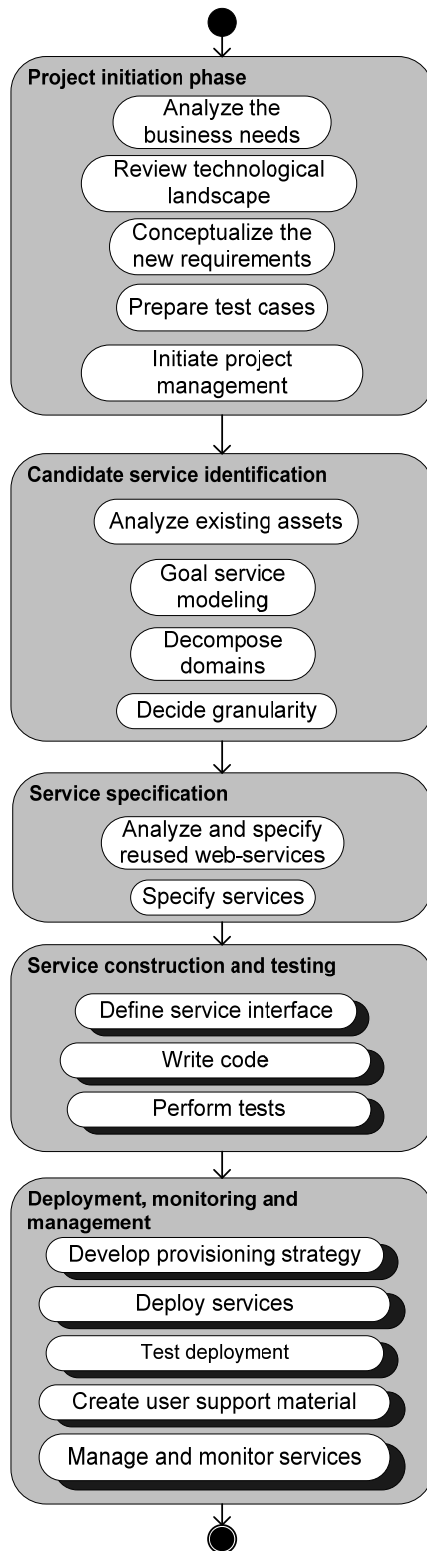 Project initiation phase
Analyze the
business needs
Review technological
landscape
Conceptualize the
new requirements
Prepare test cases
Initiate project
management
Candidate service identification
Analyze existing assets
Goal service
modeling
Decompose
domains
Decide granularity
Service specification
Analyze and specify
reused web-services
Specify services
Service construction and testing
Define service interface
Write code
Perform tests
Deployment, monitoring and
management
Develop provisioning strategy
Deploy services
Test deployment
Create user support material
Manage and monitor services